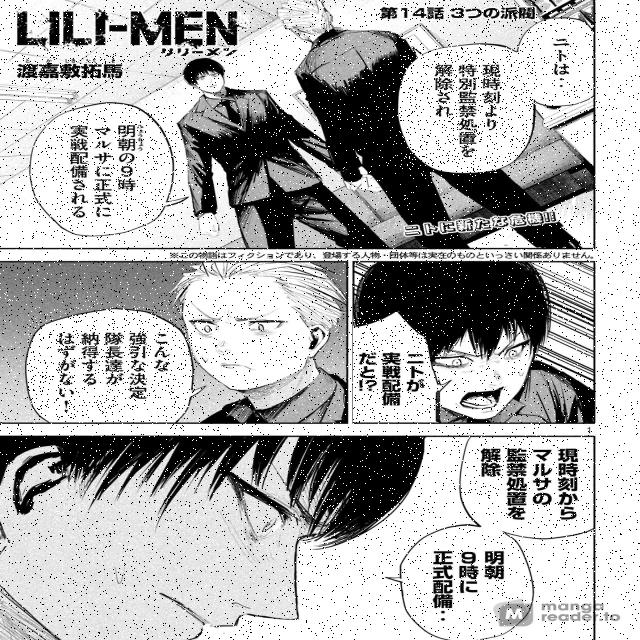 LILI-MEN
リリーメン
渡嘉敷拓馬
第14話 3つの派閥
ニトは‥
現時刻より
特別監禁処置を
解除され
明朝の9時
マルサに正式に
実戦配備される
ニトに新たな危機!!
※この物語はフィクションであり、登場する人物・団体等は実在のものといっさい関係ありません。
ニトが
実戦配備
だと!?
こんな
強引な決定
隊長達が
納得する
はずがない!
現時刻から
マルサの
監禁処置を
解除
明朝
9時に
正式配備‥
manga
reader.to